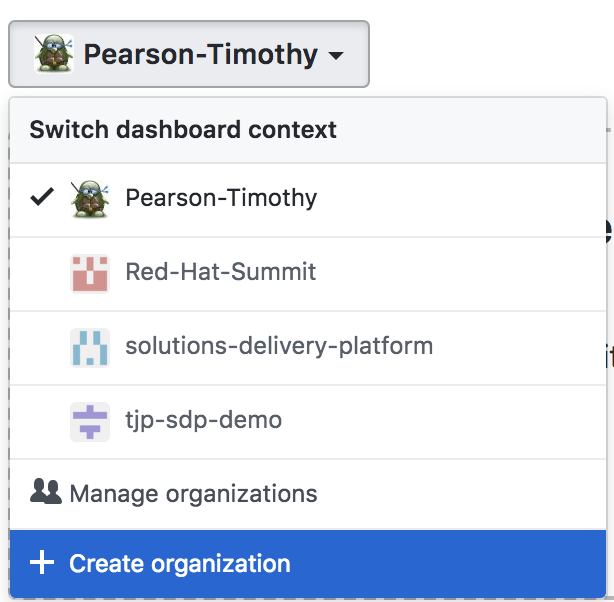 Pearson-Timothy
Switch dashboard context
Pearson-Timothy
Red-Hat-Summit
solutions-delivery-platform
tjp-sdp-demo
Manage organizations
Create organization